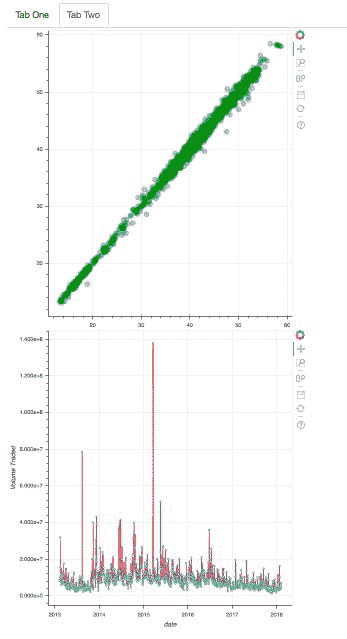 Tab One Tab Two
60
50
40
30
20
20 30 40 50 60
1.400e+8
1.200e+8
1.000e+8
8.000e+7
6.000e+7
4.000e+7
2.000e+7
0.000e+0
Volume Traded
2013 2014 2015 2016 2017 2018
date